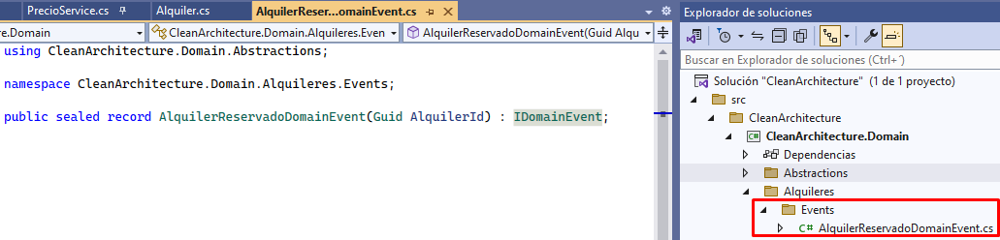 PrecioService.cs
Alquiler.cs
AlquilerReser...omainEvent.cs
re.Domain
CleanArchitecture.Domain.Alquileres.Even
AlquilerReservadoDomainEvent(Guid Alqu
using CleanArchitecture.Domain.Abstractions;
namespace CleanArchitecture.Domain.Alquileres.Events;
public sealed record AlquilerReservadoDomainEvent(Guid AlquilerId) : IDomainEvent;
Explorador de soluciones
Buscar en Explorador de soluciones (Ctrl+´)
Solución "CleanArchitecture" (1 de 1 proyecto)
src
CleanArchitecture
C# CleanArchitecture.Domain
Dependencias
Abstractions
Alquileres
Events
C# AlquilerReservadoDomainEvent.cs